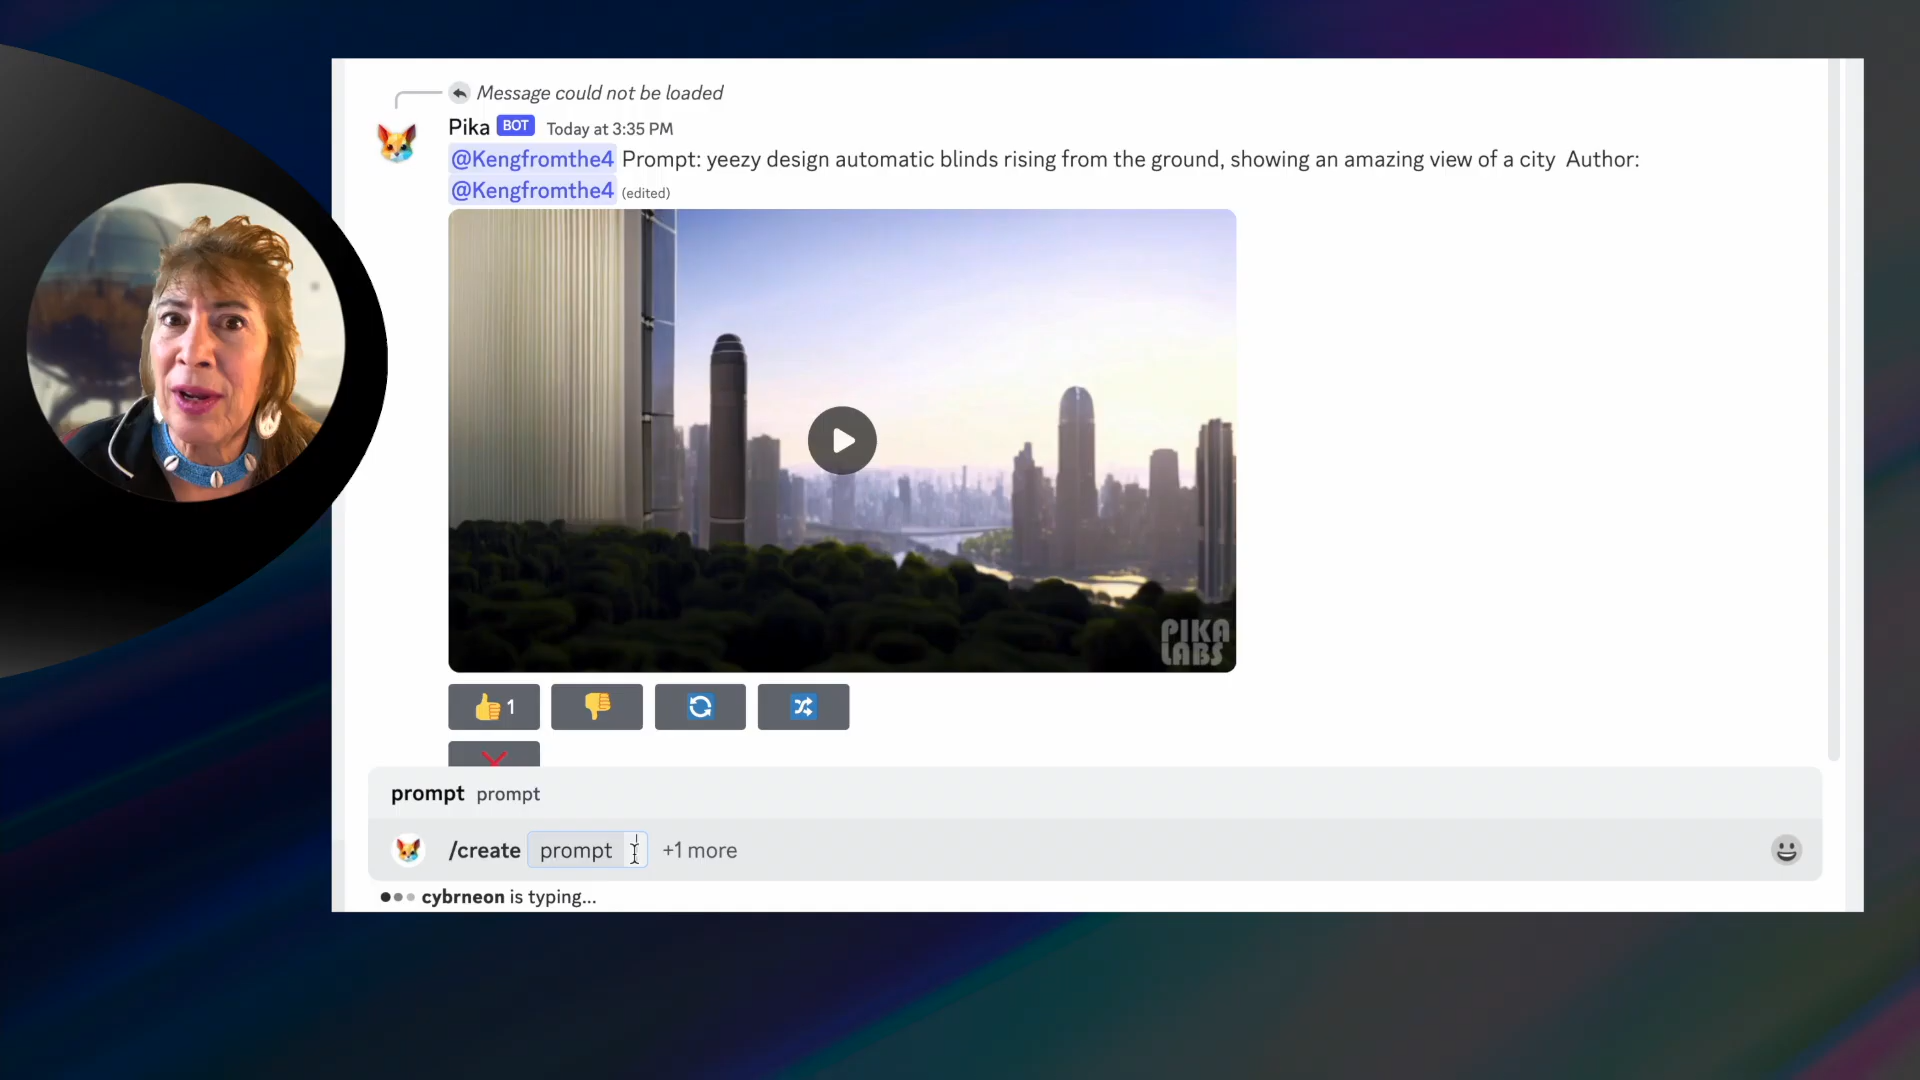 Message could not be loaded
Pika BOT Today at 3:35 PM
@Kengfromthe4 Prompt: yeezy design automatic blinds rising from the ground, showing an amazing view of a city Author:
@Kengfromthe4 (edited)
PIKA
LABS
1
prompt prompt
/create prompt +1 more
cybrneon is typing...